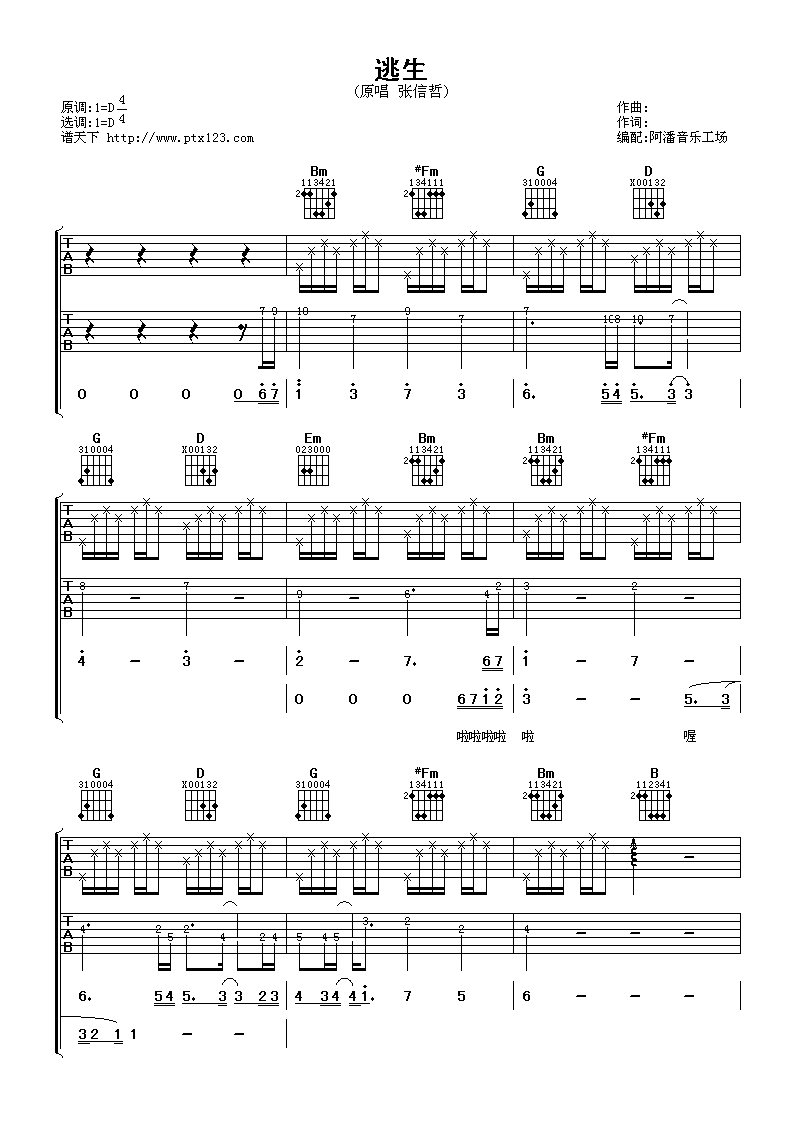 逃生
(原唱 张信哲)
原调:1=D 4/4
选调:1=D
谱天下 http://www.ptx123.com
作曲:
作词:
编配:阿潘音乐工场
Bm #Fm G D
113421 134111 310004 X00132
2 2
T A B
7 9 10 7 9 7 7 108 10 7
T A B
0 0 0 0 6 7 1 3 7 3 6. 5 4 5. 3 3
G D Em Bm Bm #Fm
310004 X00132 023000 113421 113421 134111
2 2 2
T A B
8 - 7 - 9 - 6 4 2 3 - 2 -
T A B
4 - 3 - 2 - 7. 6 7 1 - 7 -
0 0 0 6 7 1 2 3 - - 5. 3
啦啦啦啦 啦 喔
G D G #Fm Bm B
310004 X00132 310004 134111 113421 112341
2 2 2
T A B
-
4 2 5 2 4 2 4 5 4 5 3 2 2 4 - - -
T A B
6. 5 4 5. 3 3 2 3 4 3 4 4 1. 7 5 6 - - -
3 2 1 1 - -